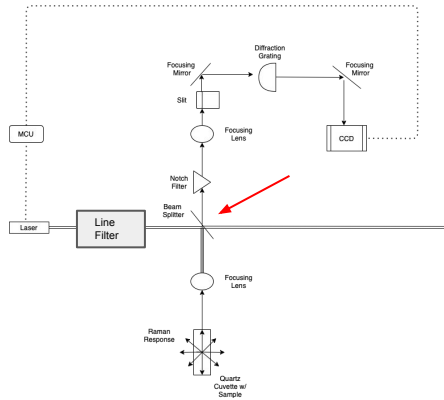 Diffraction
Grating
Focusing
Mirror
Focusing
Mirror
Slit
MCU
CCD
Focusing
Lens
Notch
Filter
Beam
Splitter
Laser
Line
Filter
Focusing
Lens
Raman
Response
Quartz
Cuvette w/
Sample